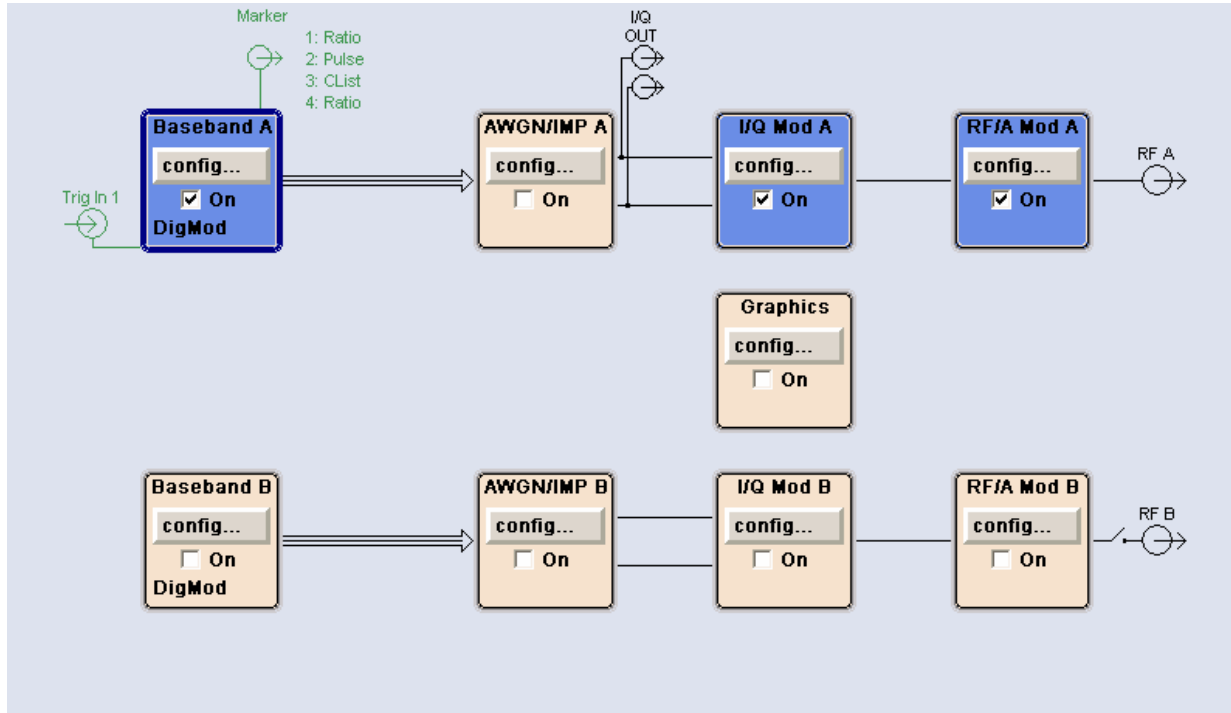 Marker
1: Ratio
2: Pulse
3: CList
4: Ratio
I/Q
OUT
Baseband A
config...
On
DigMod
Trig In 1
AWGN/IMP A
config...
On
I/Q Mod A
config...
On
RF/A Mod A
config...
On
RF A
Graphics
config...
On
Baseband B
config...
On
DigMod
AWGN/IMP B
config...
On
I/Q Mod B
config...
On
RF/A Mod B
config...
On
RF B